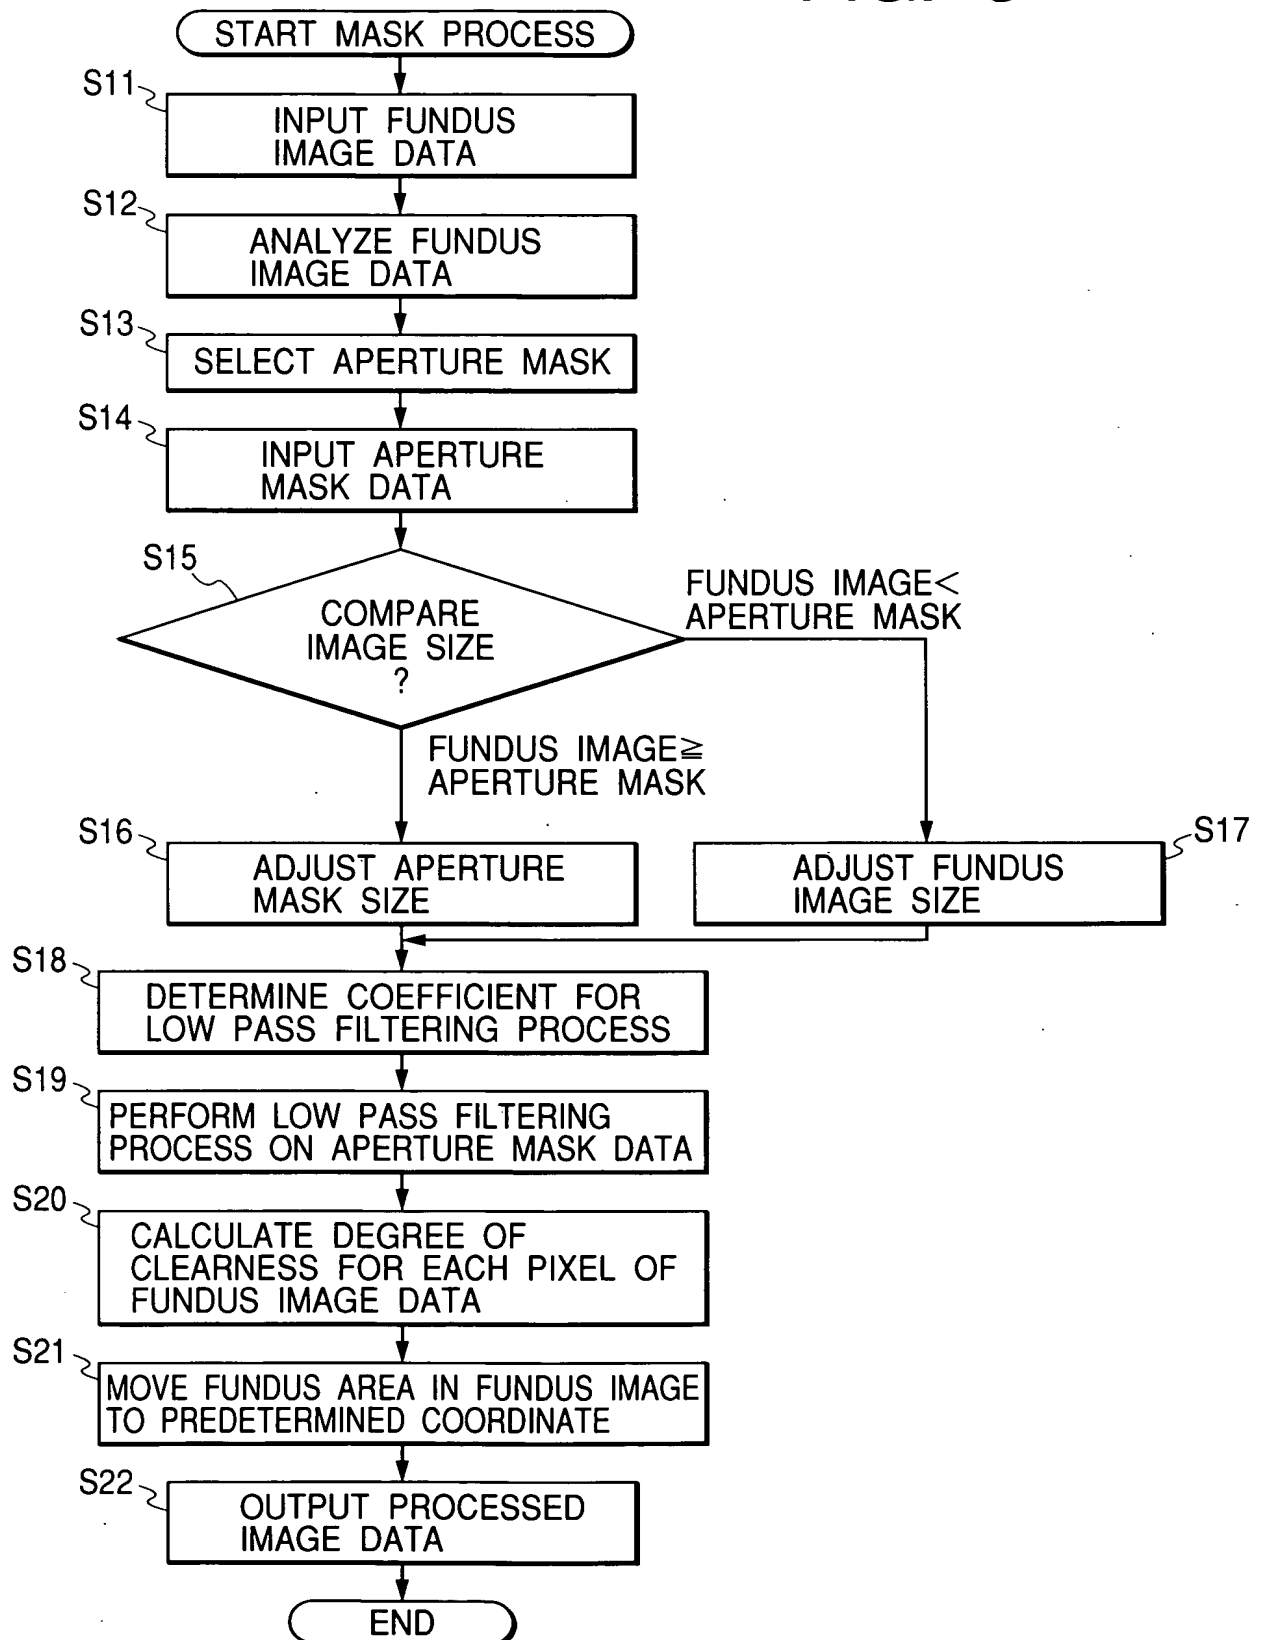 START MASK PROCESS
S11
INPUT FUNDUS
IMAGE DATA
S12
ANALYZE FUNDUS
IMAGE DATA
S13
SELECT APERTURE MASK
S14
INPUT APERTURE
MASK DATA
S15
COMPARE
IMAGE SIZE
?
FUNDUS IMAGE<
APERTURE MASK
FUNDUS IMAGE≧
APERTURE MASK
S16
ADJUST APERTURE
MASK SIZE
S17
ADJUST FUNDUS
IMAGE SIZE
S18
DETERMINE COEFFICIENT FOR
LOW PASS FILTERING PROCESS
S19
PERFORM LOW PASS FILTERING
PROCESS ON APERTURE MASK DATA
S20
CALCULATE DEGREE OF
CLEARNESS FOR EACH PIXEL OF
FUNDUS IMAGE DATA
S21
MOVE FUNDUS AREA IN FUNDUS IMAGE
TO PREDETERMINED COORDINATE
S22
OUTPUT PROCESSED
IMAGE DATA
END